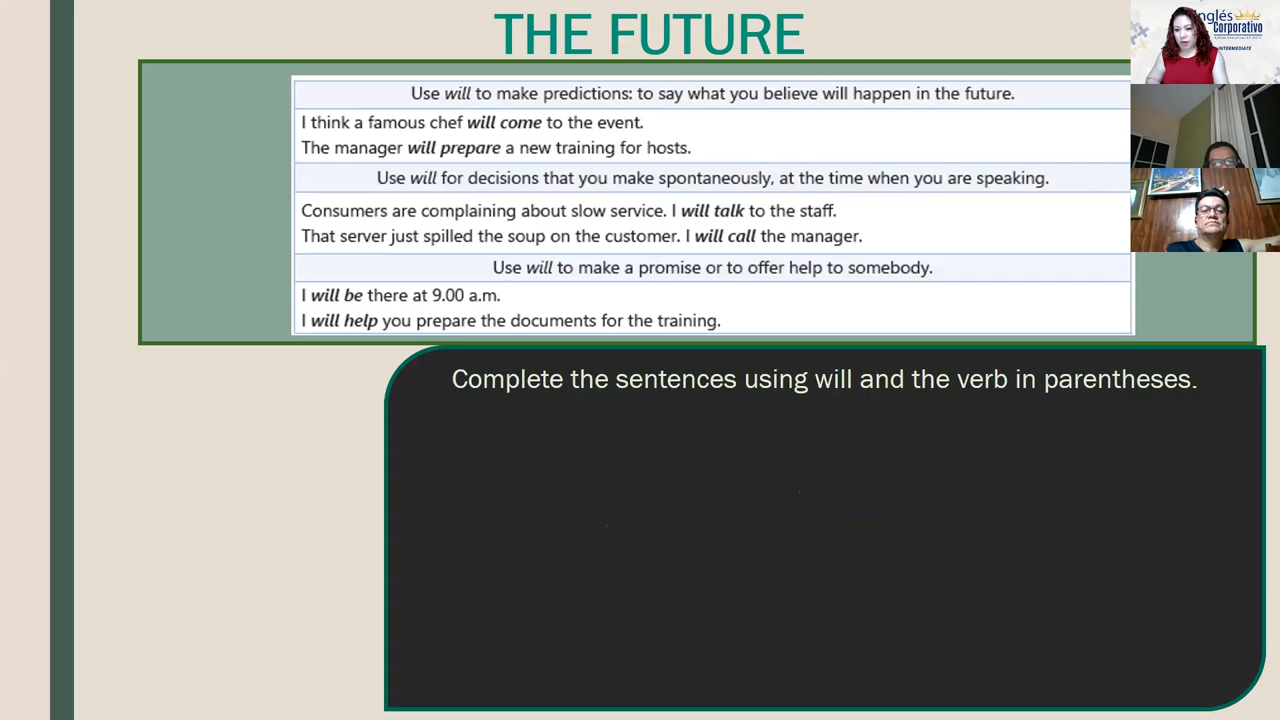 THE FUTURE
Inglés
Corporativo
INTERMEDIATE
Use will to make predictions: to say what you believe will happen in the future.
I think a famous chef will come to the event.
The manager will prepare a new training for hosts.
Use will for decisions that you make spontaneously, at the time when you are speaking.
Consumers are complaining about slow service. I will talk to the staff.
That server just spilled the soup on the customer. I will call the manager.
Use will to make a promise or to offer help to somebody.
I will be there at 9.00 a.m.
I will help you prepare the documents for the training.
Complete the sentences using will and the verb in parentheses.